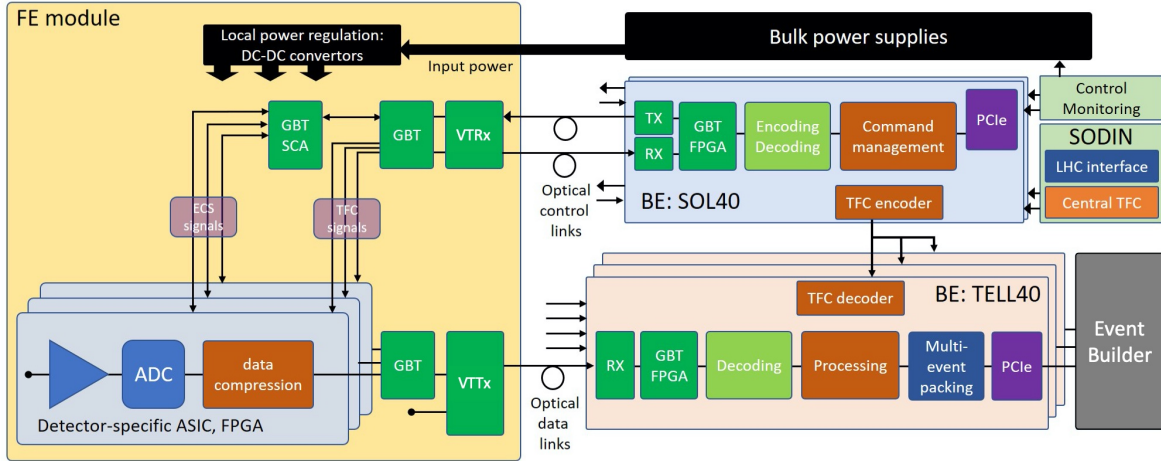 FE module
Local power regulation:
DC-DC convertors
Input power
Bulk power supplies
GBT
SCA
GBT
VTRx
ECS
signals
TFC
signals
Optical
control
links
TX
RX
GBT
FPGA
Encoding
Decoding
Command
management
PCIe
BE: SOL40
TFC encoder
Control
Monitoring
SODIN
LHC interface
Central TFC
ADC
data
compression
Detector-specific ASIC, FPGA
GBT
VTTx
Optical
data
links
TFC decoder
BE: TELL40
RX
GBT
FPGA
Decoding
Processing
Multi-
event
packing
PCIe
Event
Builder